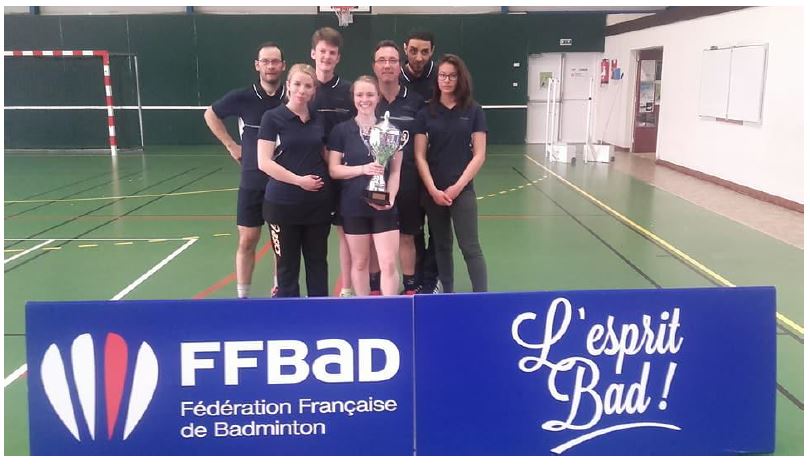 FFBaD
Fédération Française
de Badminton
L'esprit
Bad !